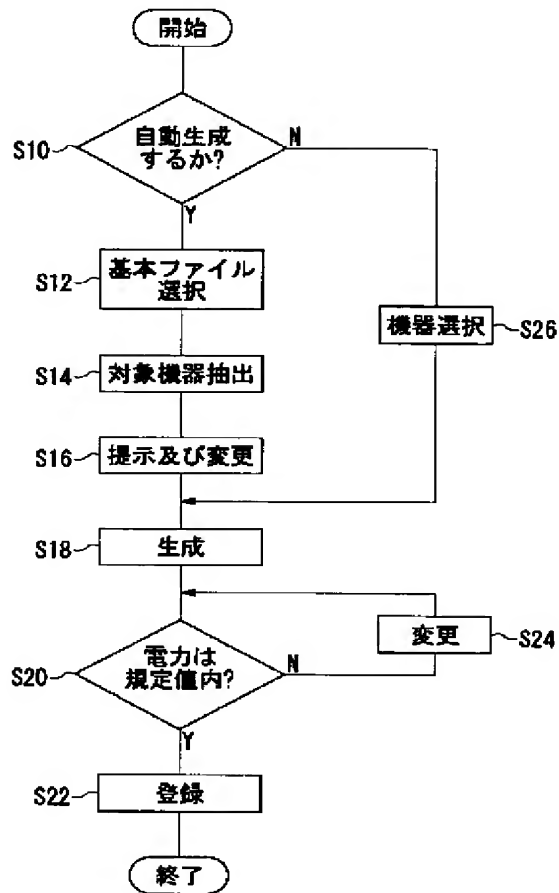 開始
S10
自動生成
するか?
N
Y
S12
基本ファイル
選択
機器選択
S26
S14
対象機器抽出
S16
提示及び変更
S18
生成
変更
S24
S20
電力は
規定値内?
N
Y
S22
登録
終了